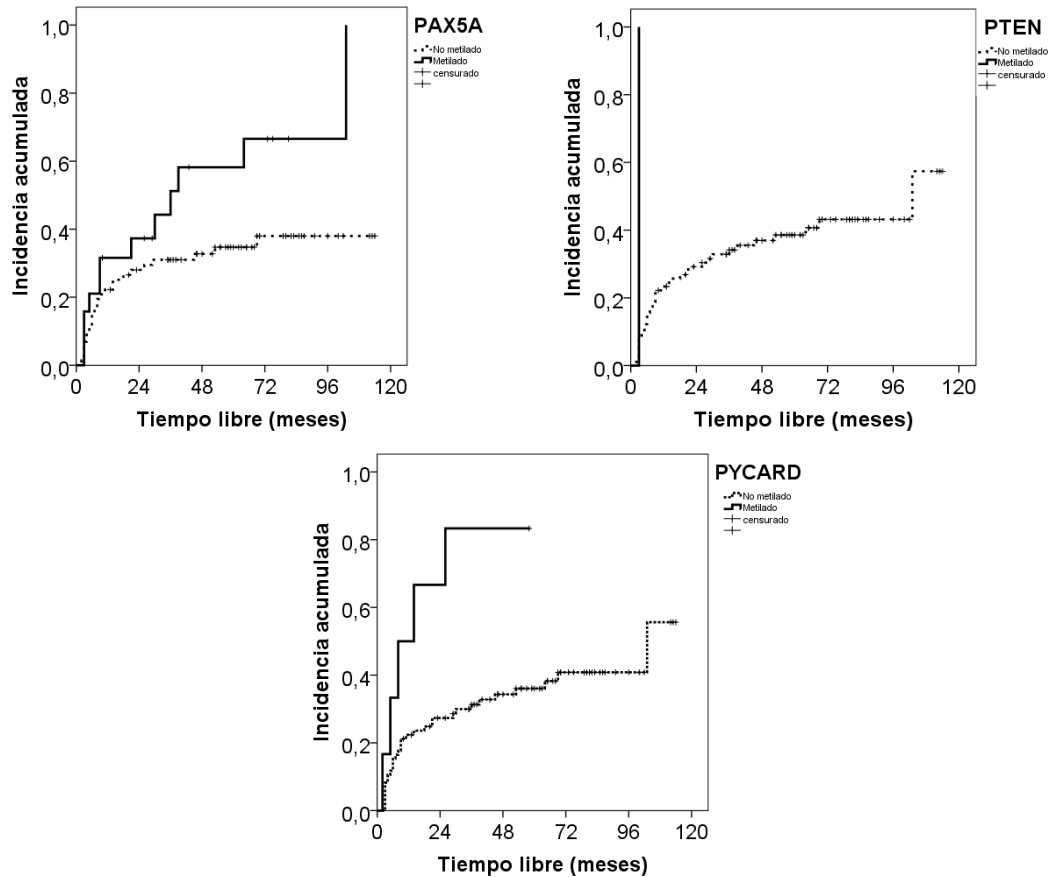 PAX5A
No metilado
Metilado
censurado
Incidencia acumulada
1,0
0,8
0,6
0,4
0,2
0,0
0 24 48 72 96 120
Tiempo libre (meses)
PTEN
No metilado
Metilado
censurado
Incidencia acumulada
1,0
0,8
0,6
0,4
0,2
0,0
0 24 48 72 96 120
Tiempo libre (meses)
PYCARD
No metilado
Metilado
censurado
Incidencia acumulada
1,0
0,8
0,6
0,4
0,2
0,0
0 24 48 72 96 120
Tiempo libre (meses)